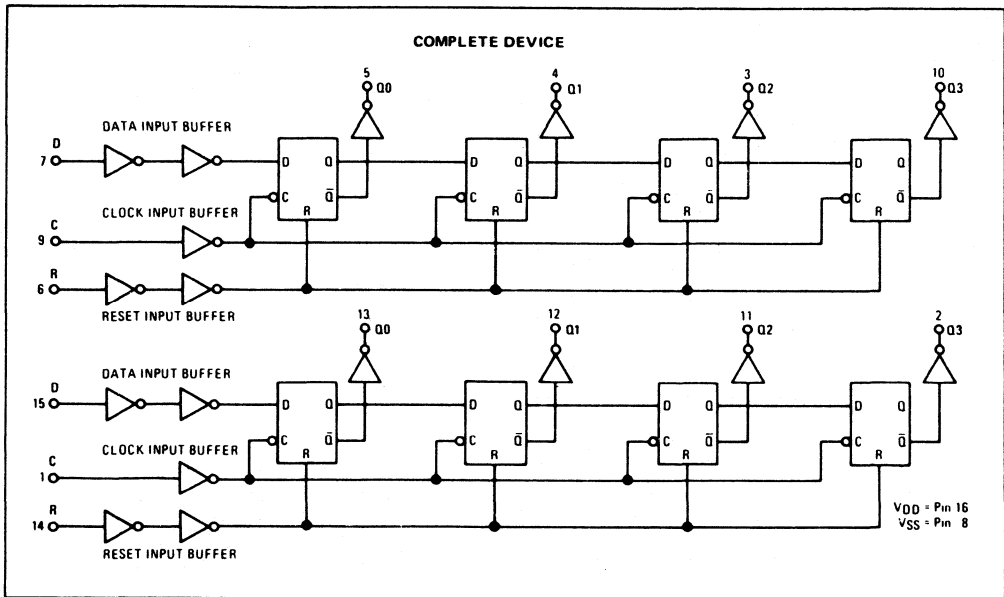 COMPLETE DEVICE
5 4 3 10
Q0 Q1 Q2 Q3
DATA INPUT BUFFER
D
7
D Q D Q D Q D Q
C Q̄ C Q̄ C Q̄ C Q̄
R R R R
CLOCK INPUT BUFFER
C
9
R
6
RESET INPUT BUFFER
13 12 11 2
Q0 Q1 Q2 Q3
DATA INPUT BUFFER
D
15
D Q D Q D Q D Q
C Q̄ C Q̄ C Q̄ C Q̄
R R R R
CLOCK INPUT BUFFER
C
1
R
14
RESET INPUT BUFFER
VDD = Pin 16
VSS = Pin 8